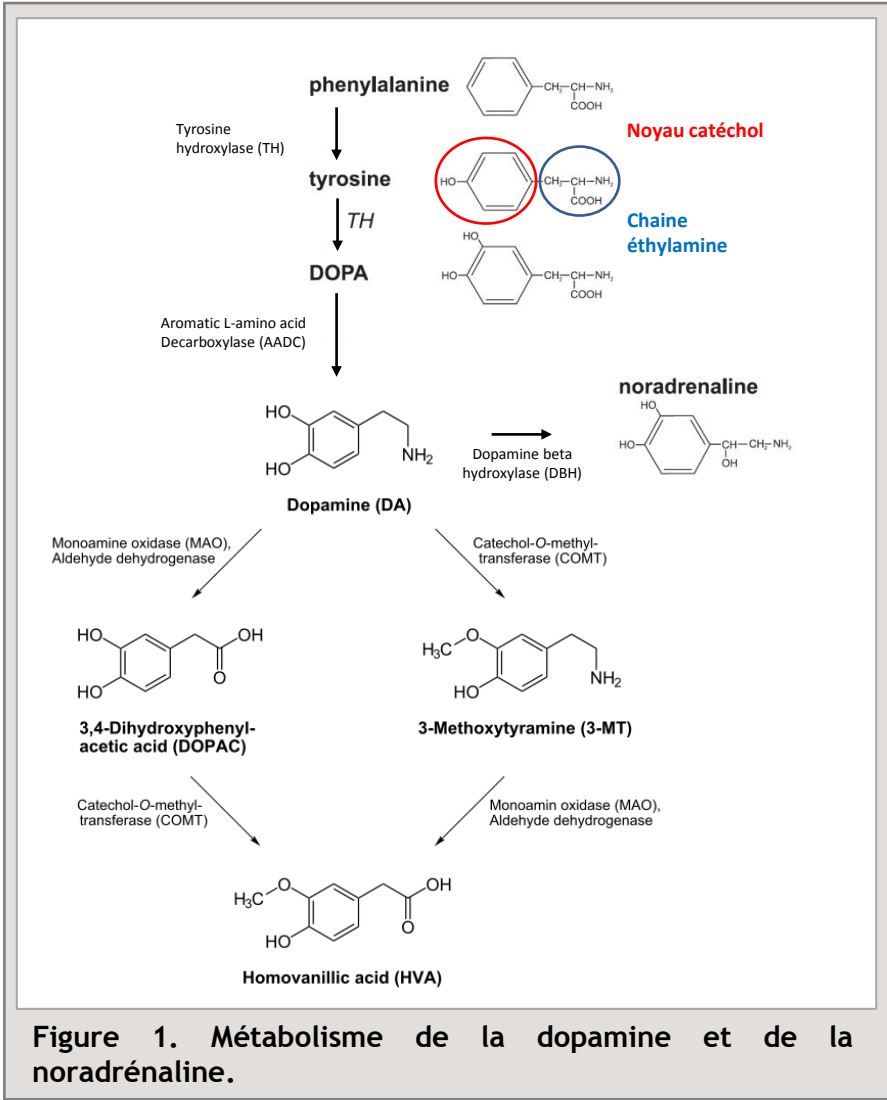 phenylalanine
CH₂—CH—NH₂
COOH
Tyrosine
hydroxylase (TH)
Noyau catéchol
tyrosine
HO
CH₂—CH—NH₂
COOH
TH
Chaine
éthylamine
DOPA
HO
HO
CH₂—CH—NH₂
COOH
Aromatic L-amino acid
Decarboxylase (AADC)
noradrenaline
HO
HO
CH—CH₂—NH₂
OH
HO
HO
NH₂
Dopamine beta
hydroxylase (DBH)
Dopamine (DA)
Monoamine oxidase (MAO),
Aldehyde dehydrogenase
Catechol-O-methyl-
transferase (COMT)
HO
HO
OH
O
H₃C
O
HO
NH₂
3,4-Dihydroxyphenyl-
acetic acid (DOPAC)
3-Methoxytyramine (3-MT)
Catechol-O-methyl-
transferase (COMT)
Monoamin oxidase (MAO),
Aldehyde dehydrogenase
H₃C
O
HO
OH
O
Homovanillic acid (HVA)
Figure 1. Métabolisme de la dopamine et de la
noradrénaline.